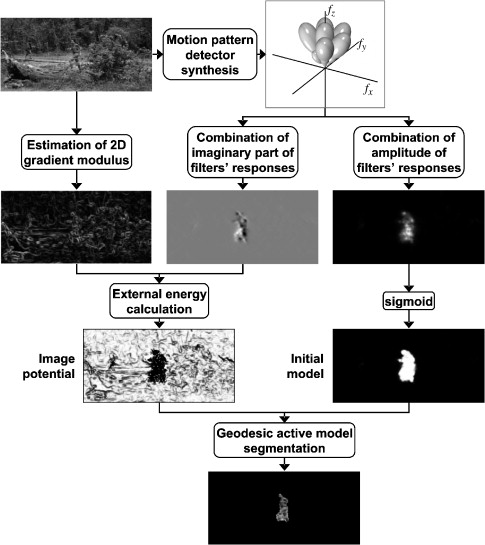 Motion pattern
detector
synthesis
f_z
f_y
f_x
Estimation of 2D
gradient modulus
Combination of
imaginary part of
filters' responses
Combination of
amplitude of
filters' responses
External energy
calculation
sigmoid
Image
potential
Initial
model
Geodesic active model
segmentation